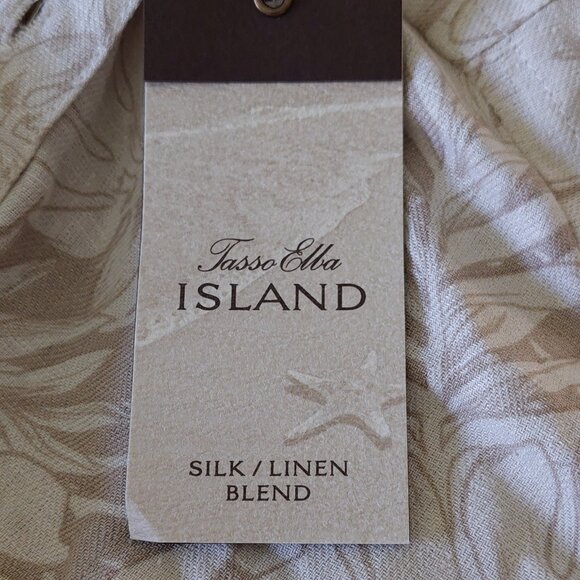 Tasso Elba
ISLAND
SILK / LINEN
BLEND